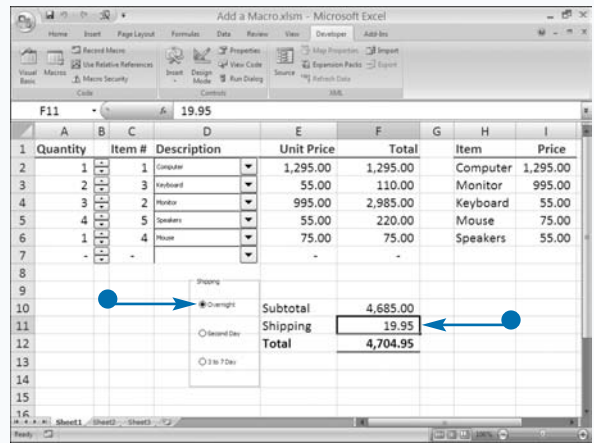 Add a Macro.xlsm - Microsoft Excel
Home Insert Page Layout Formulas Data Review View Developer Add-Ins
Visual Basic Macros Record Macro Use Relative References Macro Security Code
Insert Design Mode Properties View Code Run Dialog Controls
Source Map Properties Expansion Packs Refresh Data Import Export XML
F11 fx 19.95
A B C D E F G H I
1 Quantity Item # Description Unit Price Total Item Price
2 1 1 Computer 1,295.00 1,295.00 Computer 1,295.00
3 2 3 Keyboard 55.00 110.00 Monitor 995.00
4 3 2 Monitor 995.00 2,985.00 Keyboard 55.00
5 4 5 Speakers 55.00 220.00 Mouse 75.00
6 1 4 Mouse 75.00 75.00 Speakers 55.00
7 - - - -
8
Shipping
9
10 Overnight Subtotal 4,685.00
11 Second Day Shipping 19.95
12 Total 4,704.95
13 3 to 7 Day
14
15
16
Sheet1 Sheet2 Sheet3
Ready 100%